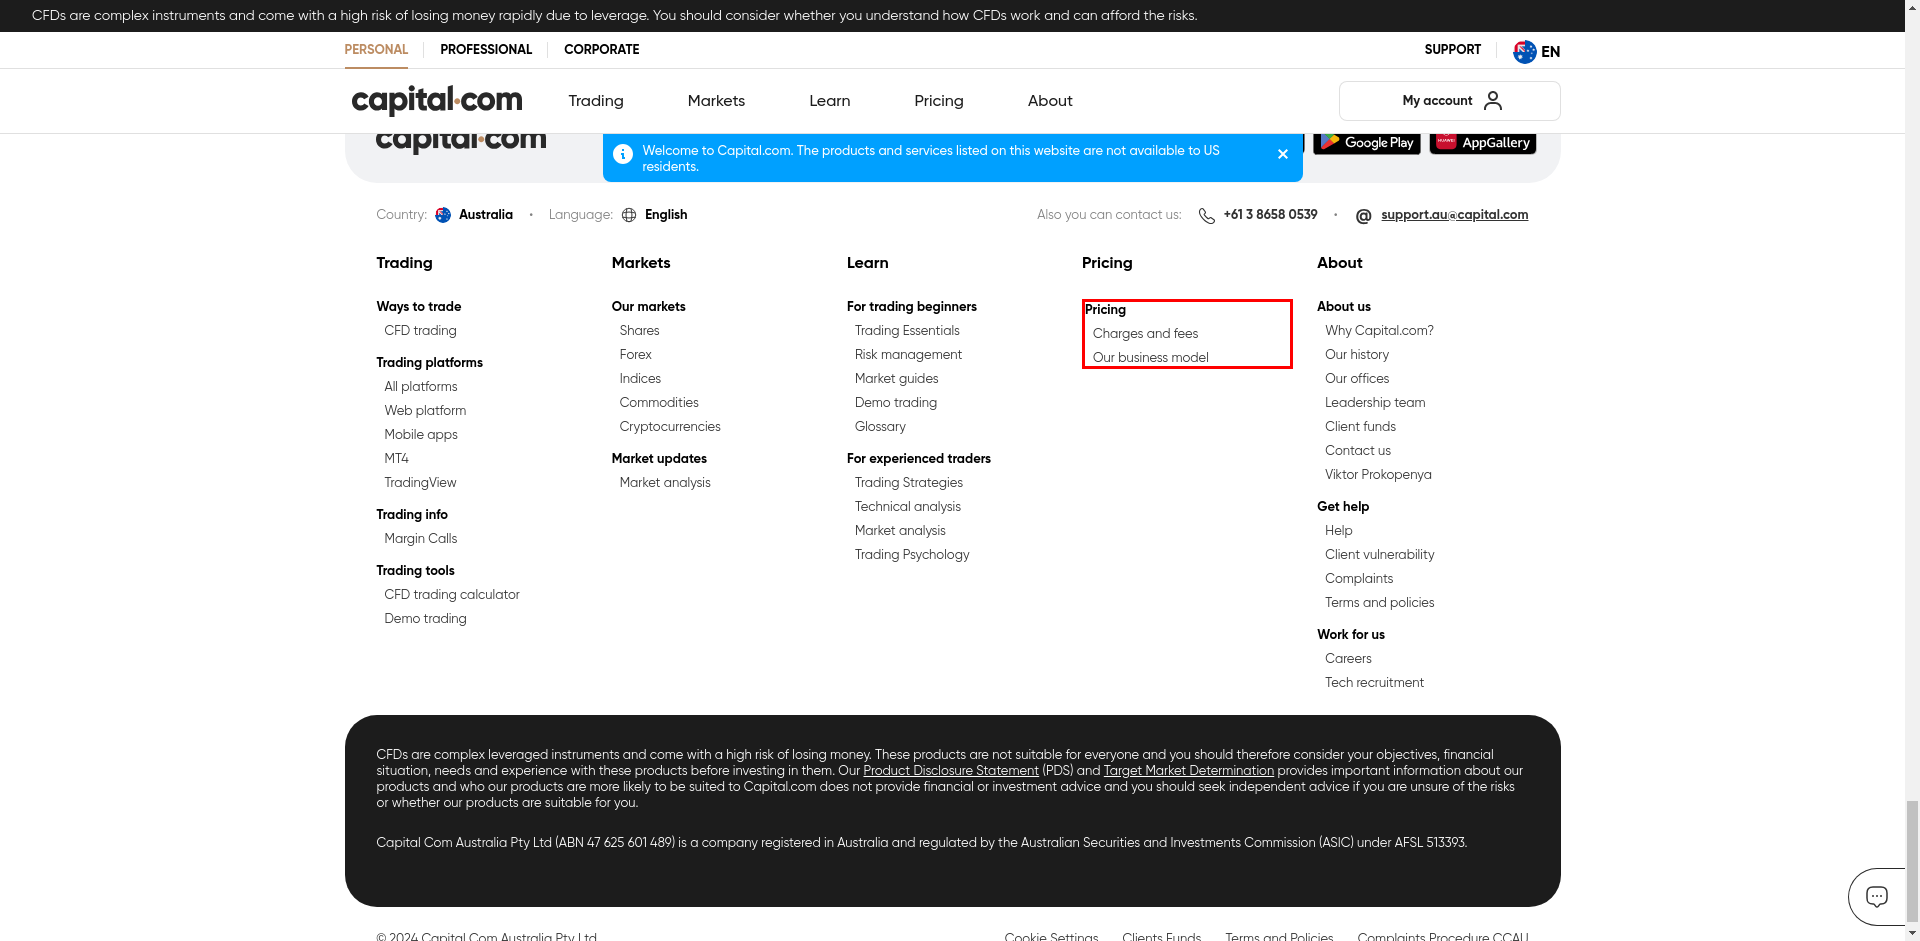 CFDs are complex instruments and come with a high risk of losing money rapidly due to leverage. You should consider whether you understand how CFDs work and can afford the risks.
PERSONAL PROFESSIONAL CORPORATE SUPPORT EN
capital.com Trading Markets Learn Pricing About My account
capital.com
Welcome to Capital.com. The products and services listed on this website are not available to US
residents.
Google Play
HUAWEI AppGallery
Country: Australia · Language: English Also you can contact us: +61 3 8658 0539 · support.au@capital.com
Trading
Ways to trade
CFD trading
Trading platforms
All platforms
Web platform
Mobile apps
MT4
TradingView
Trading info
Margin Calls
Trading tools
CFD trading calculator
Demo trading
Markets
Our markets
Shares
Forex
Indices
Commodities
Cryptocurrencies
Market updates
Market analysis
Learn
For trading beginners
Trading Essentials
Risk management
Market guides
Demo trading
Glossary
For experienced traders
Trading Strategies
Technical analysis
Market analysis
Trading Psychology
Pricing
Pricing
Charges and fees
Our business model
About
About us
Why Capital.com?
Our history
Our offices
Leadership team
Client funds
Contact us
Viktor Prokopenya
Get help
Help
Client vulnerability
Complaints
Terms and policies
Work for us
Careers
Tech recruitment
CFDs are complex leveraged instruments and come with a high risk of losing money. These products are not suitable for everyone and you should therefore consider your objectives, financial
situation, needs and experience with these products before investing in them. Our Product Disclosure Statement (PDS) and Target Market Determination provides important information about our
products and who our products are more likely to be suited to Capital.com does not provide financial or investment advice and you should seek independent advice if you are unsure of the risks
or whether our products are suitable for you.
Capital Com Australia Pty Ltd (ABN 47 625 601 489) is a company registered in Australia and regulated by the Australian Securities and Investments Commission (ASIC) under AFSL 513393.
© 2024 Capital Com Australia Pty Ltd Cookie Settings Clients Funds Terms and Policies Complaints Procedure CCAU